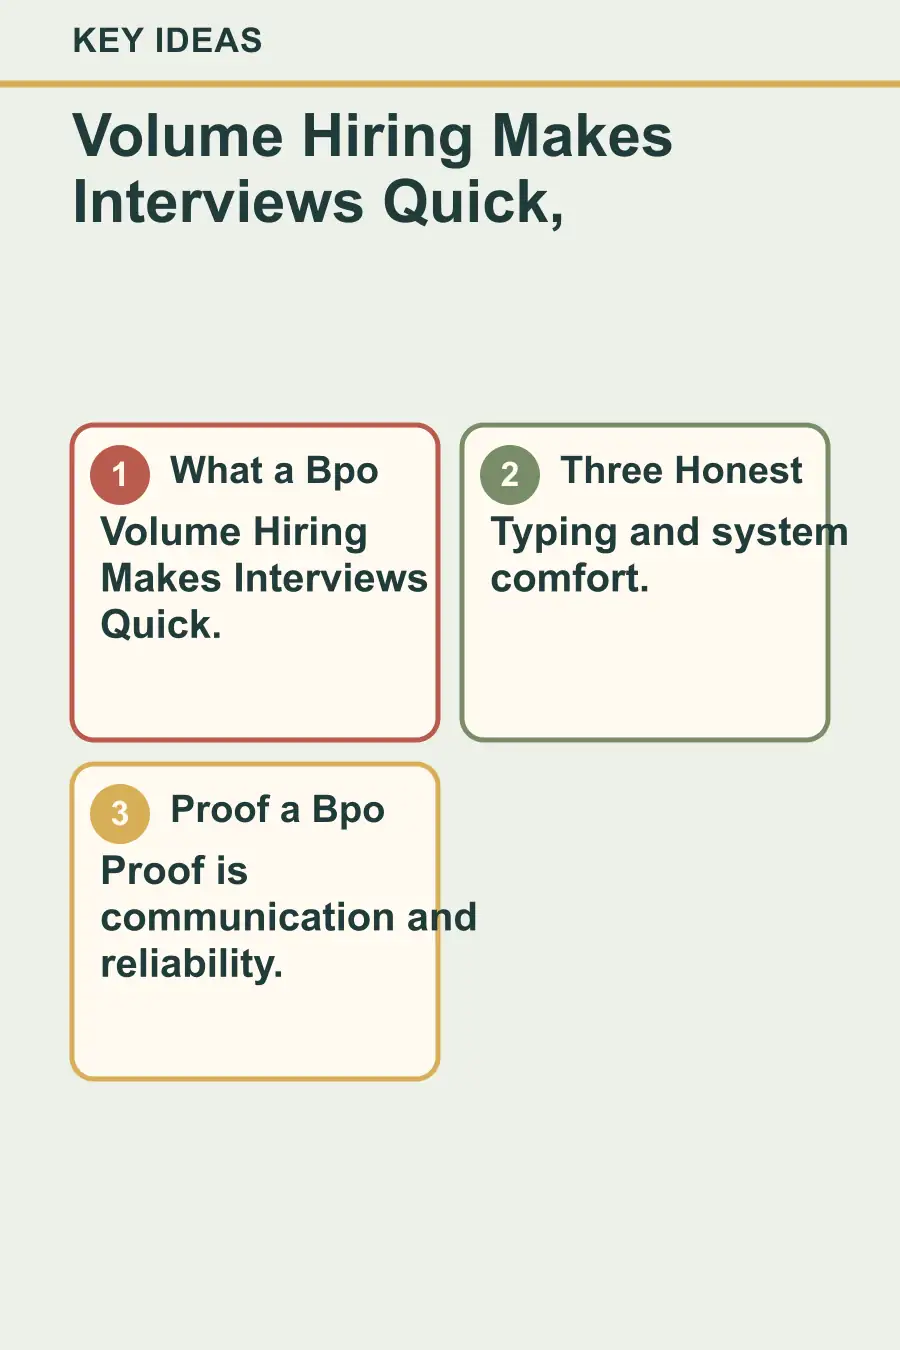 KEY IDEAS
Volume Hiring Makes
Interviews Quick,
1 What a Bpo
Volume Hiring
Makes Interviews
Quick.
2 Three Honest
Typing and system
comfort.
3 Proof a Bpo
Proof is
communication and
reliability.